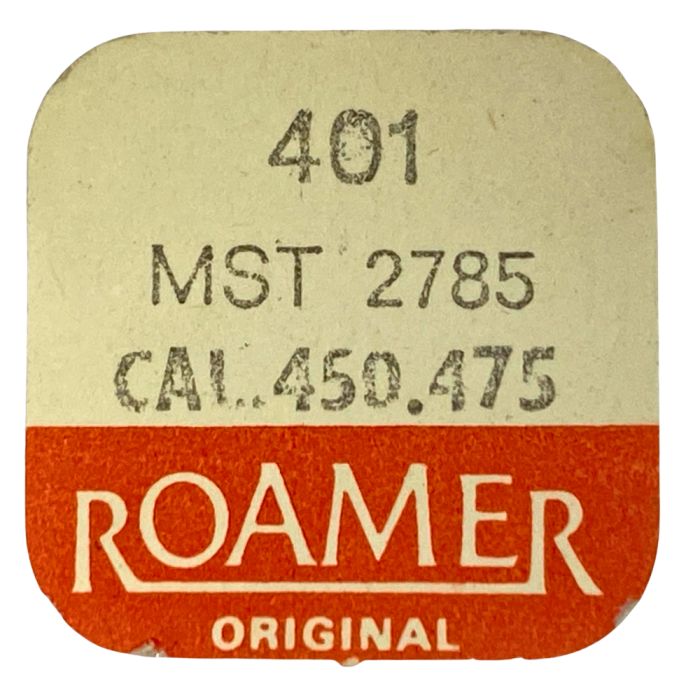 401
MST 2785
CAL.450.475
ROAMER
ORIGINAL